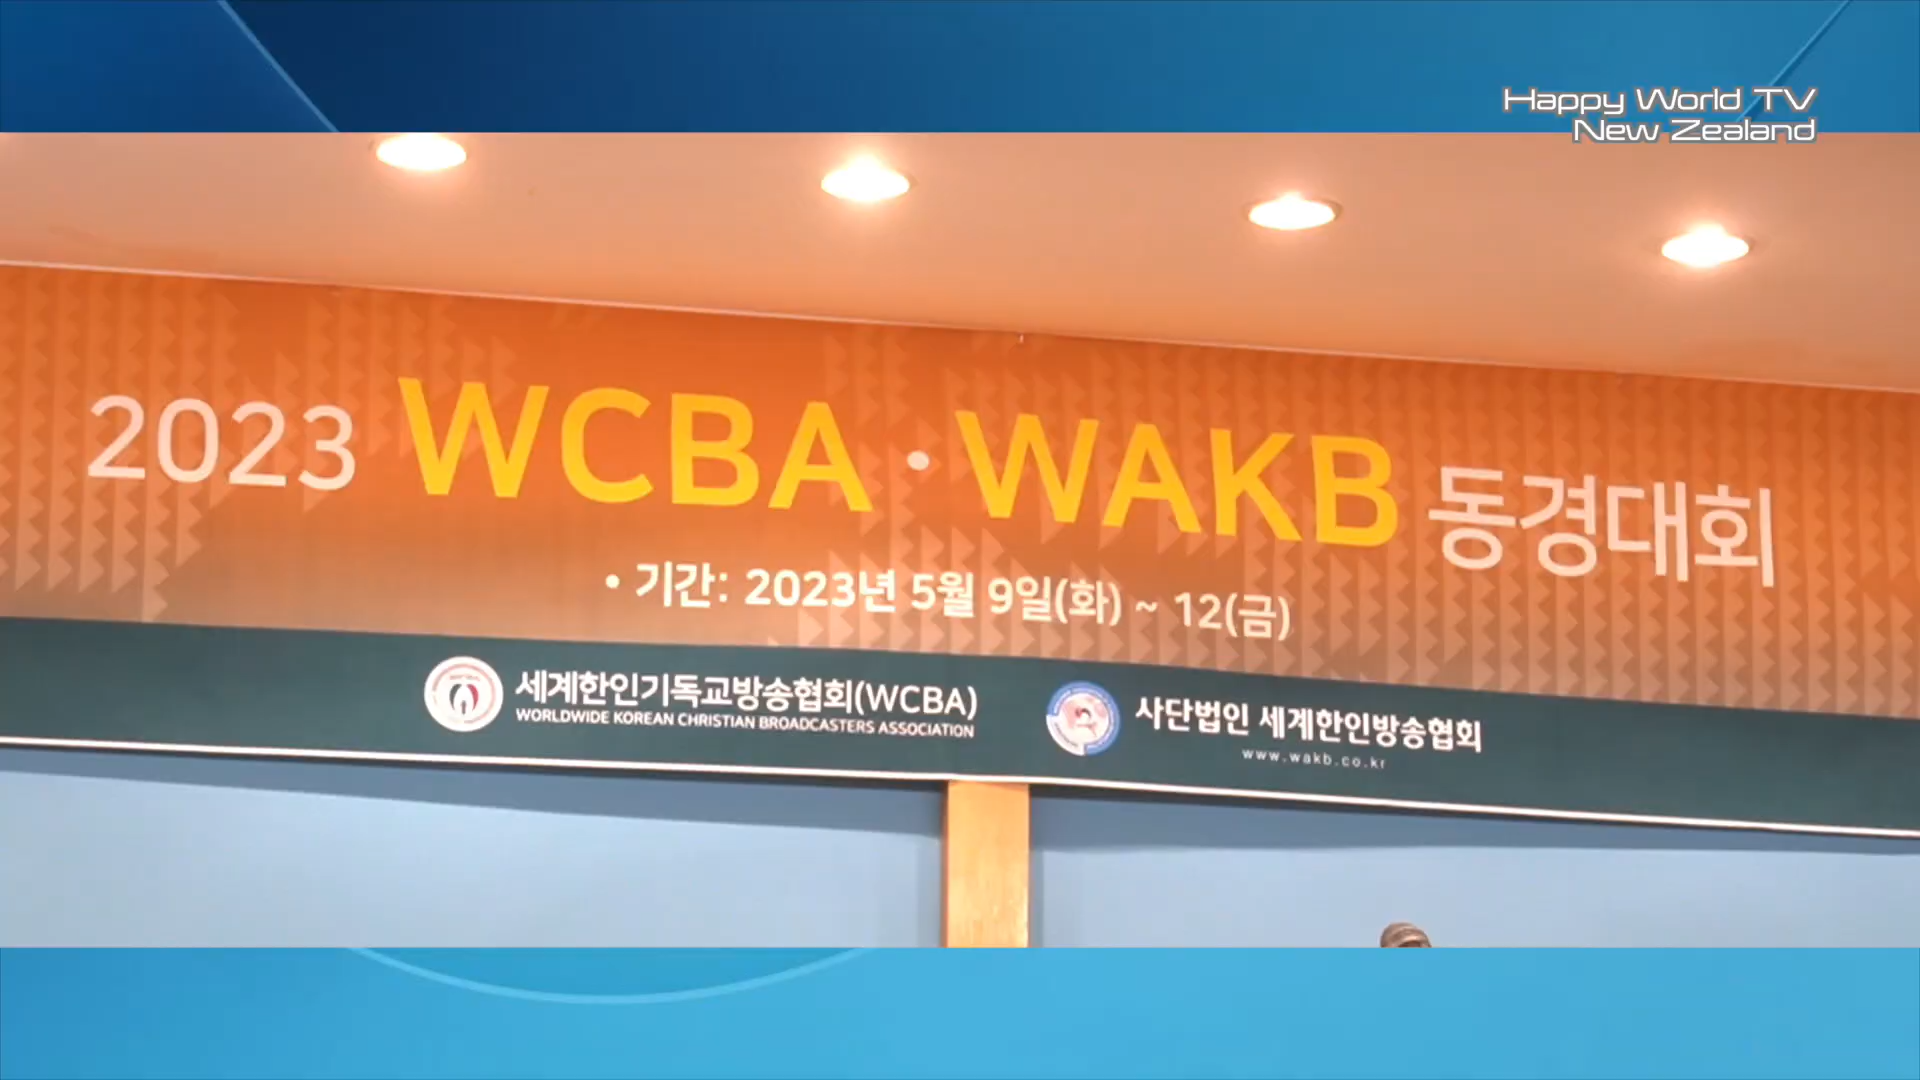 Happy World TV
New Zealand
2023 WCBA · WAKB 동경대회
• 기간: 2023년 5월 9일(화) ~ 12(금)
세계한인기독교방송협회(WCBA)
WORLDWIDE KOREAN CHRISTIAN BROADCASTERS ASSOCIATION
사단법인 세계한인방송협회
www.wakb.co.kr